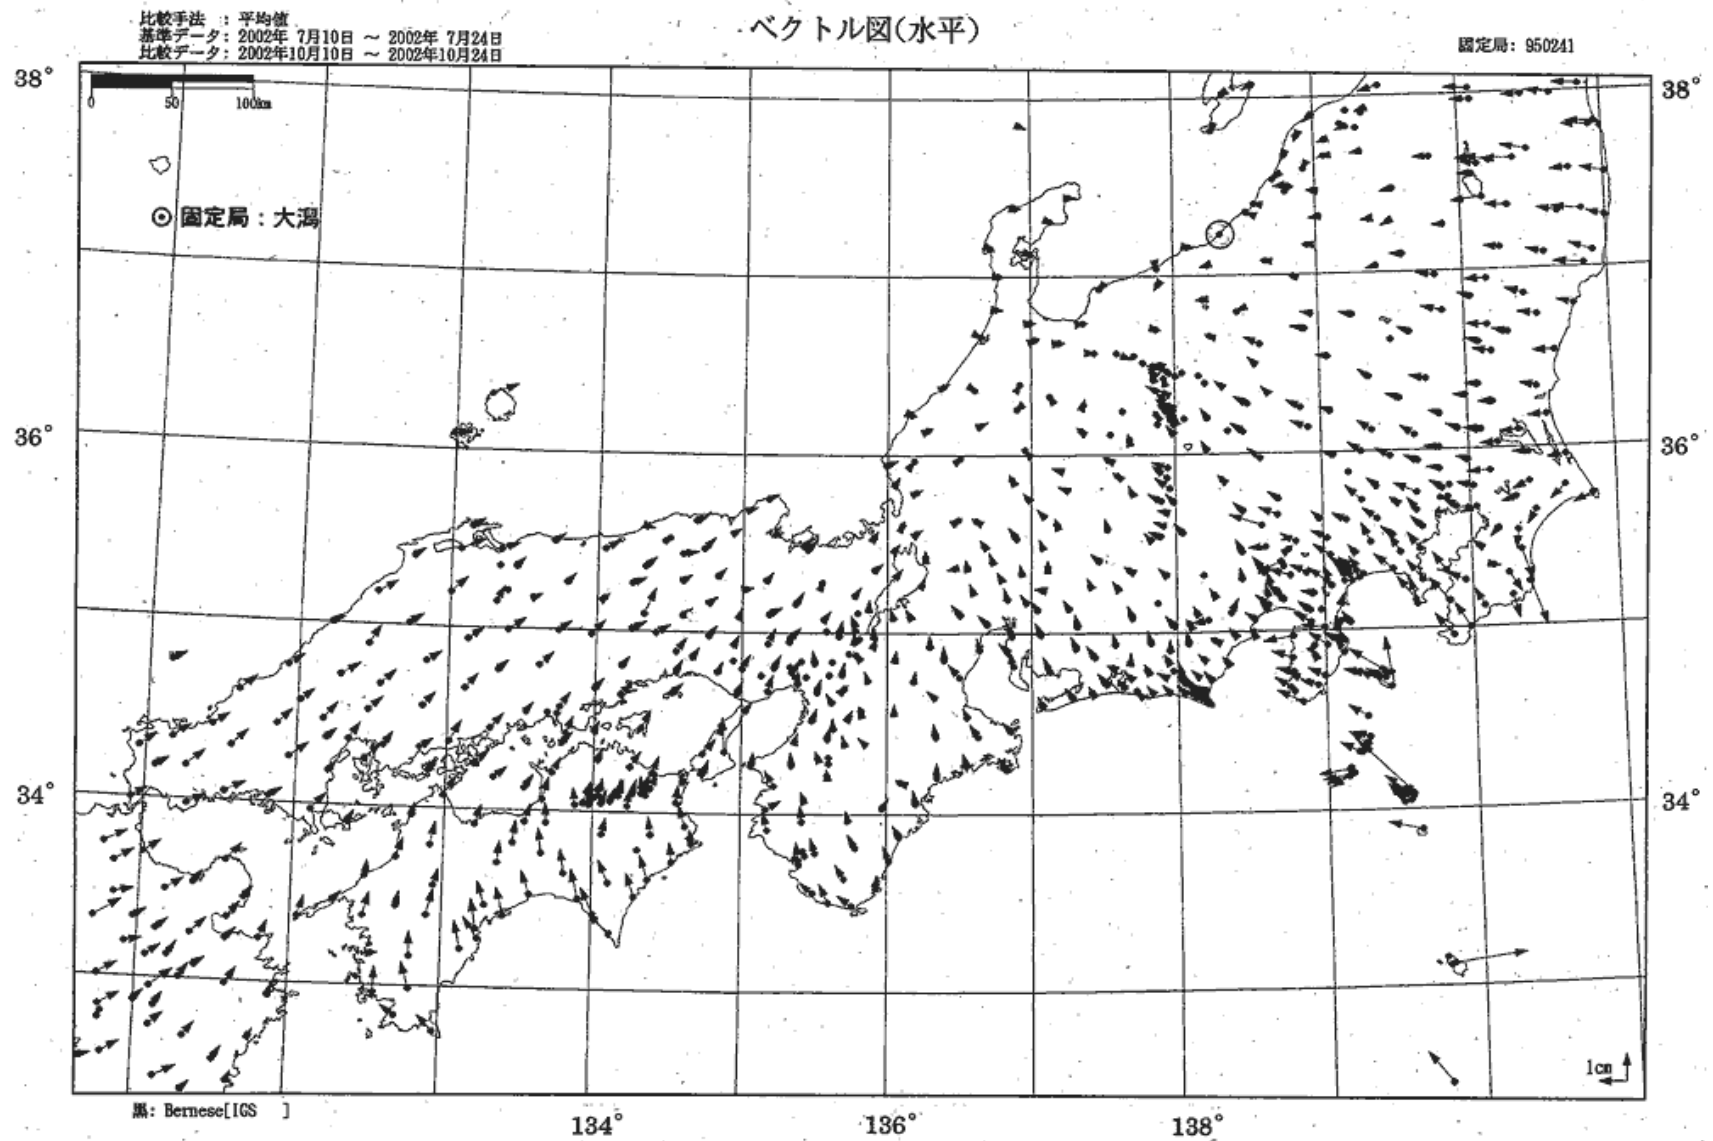 ベクトル図(水平)
比較手法 : 平均値
基準データ: 2002年 7月10日 ~ 2002年 7月24日
比較データ: 2002年10月10日 ~ 2002年10月24日
固定局: 950241
38°
38°
0 50 100km
固定局：大潟
36°
36°
34°
34°
1cm
黒: Bernese[IGS ]
134°
136°
138°